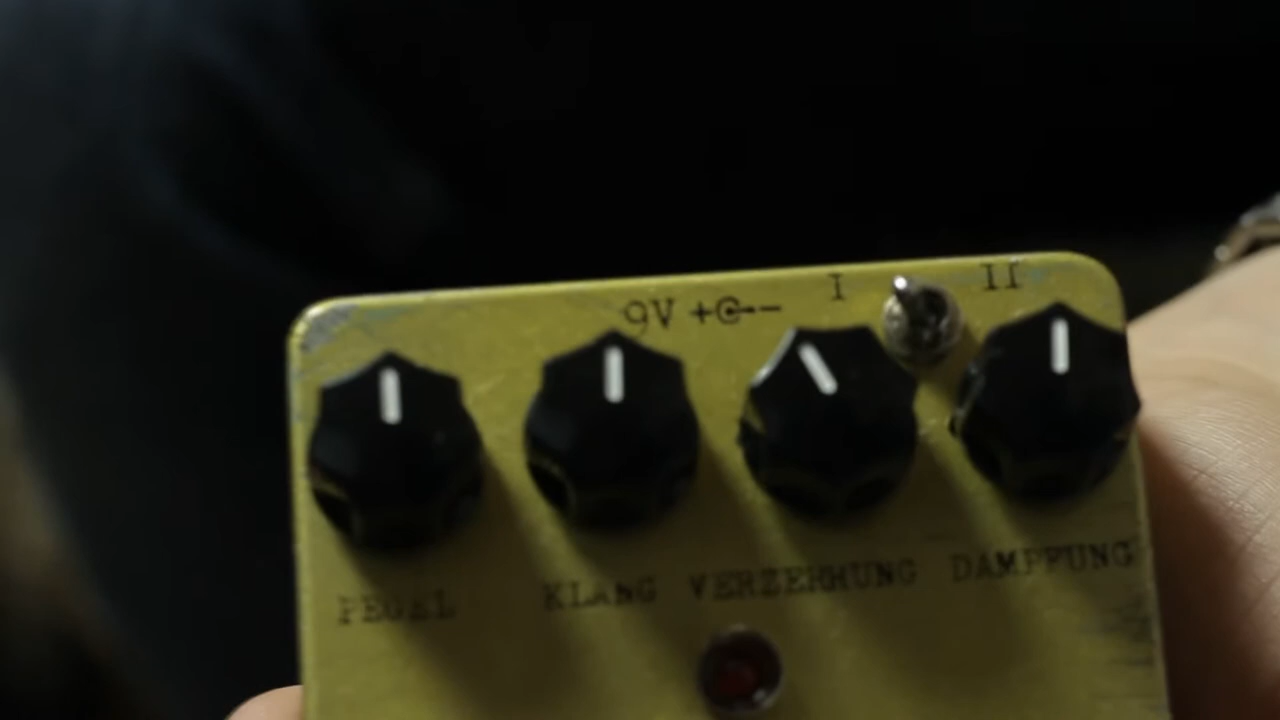 I II
9V +-
PEGEL KLANG VERZERRUNG DAMPFUNG